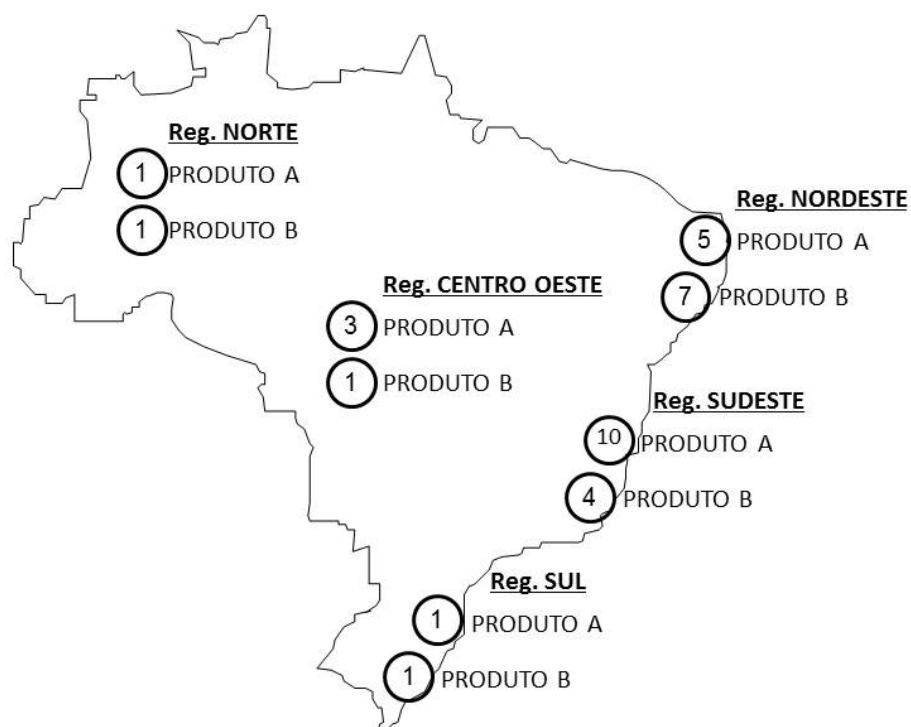 Reg. NORTE
1 PRODUTO A
1 PRODUTO B
Reg. NORDESTE
5 PRODUTO A
7 PRODUTO B
Reg. CENTRO OESTE
3 PRODUTO A
1 PRODUTO B
Reg. SUDESTE
10 PRODUTO A
4 PRODUTO B
Reg. SUL
1 PRODUTO A
1 PRODUTO B